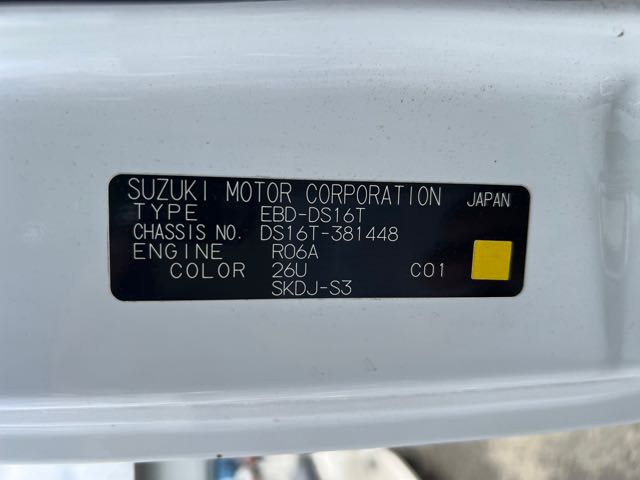 SUZUKI MOTOR CORPORATION JAPAN
TYPE EBD-DS16T
CHASSIS NO. DS16T-381448
ENGINE R06A
COLOR 26U C01
SKDJ-S3